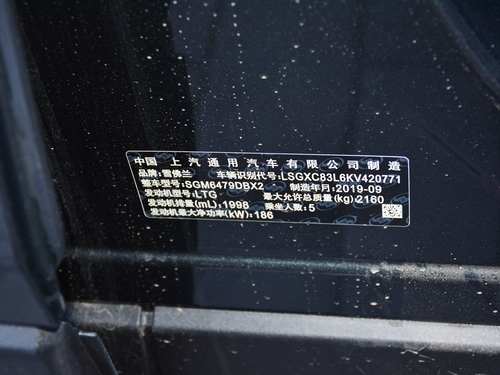 中国 上汽通用汽车有限公司 制造
品牌:雪佛兰 车辆识别代号:LSGXC83L6KV420771
整车型号:SGM6479DBX2 制造年月:2019-09
发动机型号:LTG 最大允许总质量(kg):2160
发动机排量(mL):1998 乘坐人数:5
发动机最大净功率(kW):186